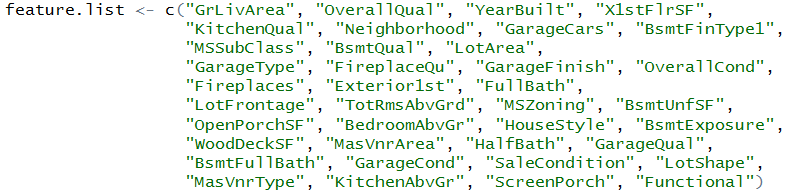 feature.list <- c("GrLivArea", "OverallQual", "YearBuilt", "X1stFlrSF",
"KitchenQual", "Neighborhood", "GarageCars", "BsmtFinType1",
"MSSubClass", "BsmtQual", "LotArea",
"GarageType", "FireplaceQu", "GarageFinish", "OverallCond",
"Fireplaces", "Exterior1st", "FullBath",
"LotFrontage", "TotRmsAbvGrd", "MSZoning", "BsmtUnfSF",
"OpenPorchSF", "BedroomAbvGr", "HouseStyle", "BsmtExposure",
"WoodDeckSF", "MasVnrArea", "HalfBath", "GarageQual",
"BsmtFullBath", "GarageCond", "SaleCondition", "LotShape",
"MasVnrType", "KitchenAbvGr", "ScreenPorch", "Functional")